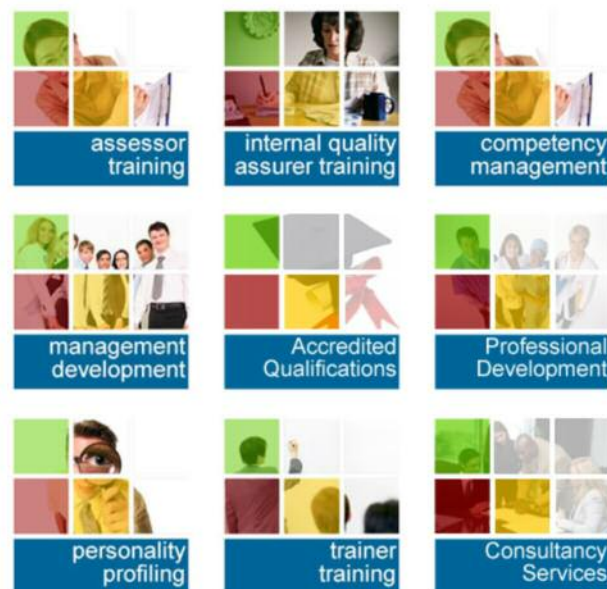 assessor
training
internal quality
assurer training
competency
management
management
development
Accredited
Qualifications
Professional
Development
personality
profiling
trainer
training
Consultancy
Services